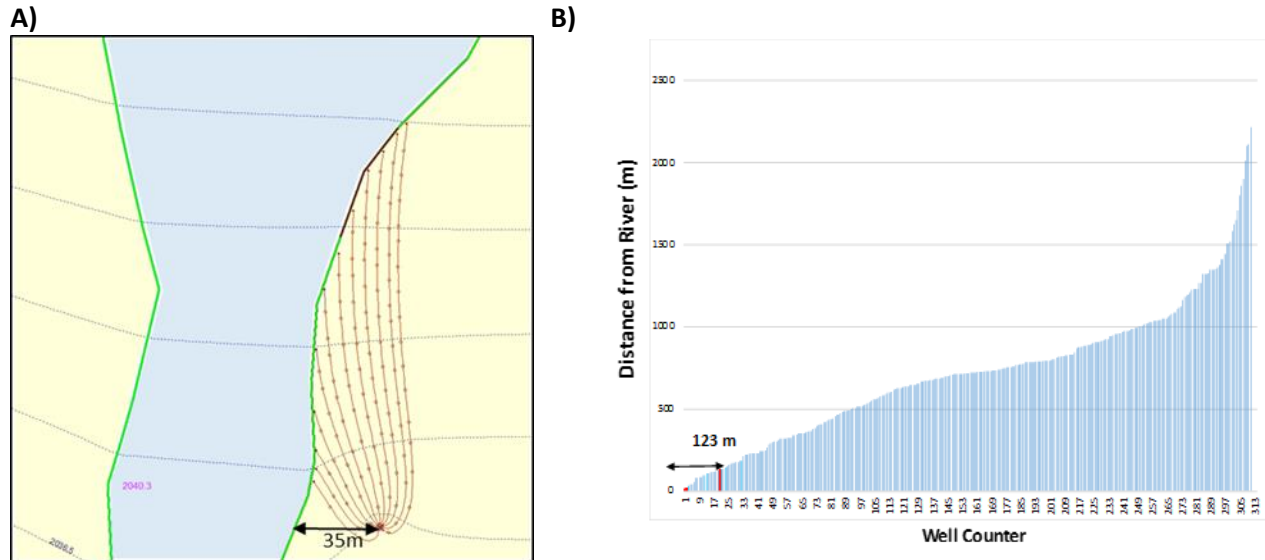 A)
B)
2040.3
2036.5
35m
Distance from River (m)
2500
2000
1500
1000
500
0
123 m
1 9 17 25 33 41 49 57 65 73 81 89 97 105 113 121 129 137 145 153 161 169 177 185 193 201 209 217 225 233 241 249 257 265 273 281 289 297 305 313
Well Counter